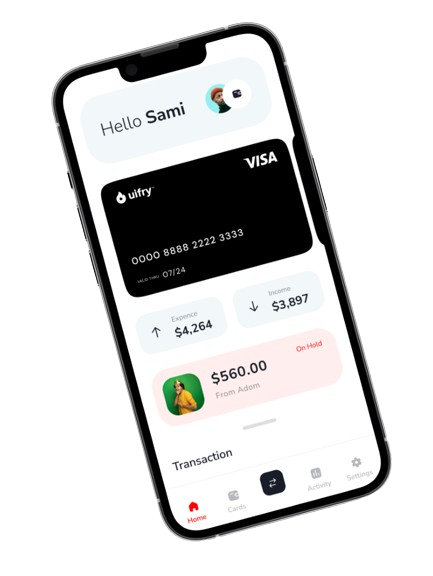 Hello Sami
uifry
VISA
0000 8888 2222 3333
VALID THRU 07/24
Expence
$4,264
Income
$3,897
On Hold
$560.00
From Adom
Transaction
Home
Cards
Activity
Settings